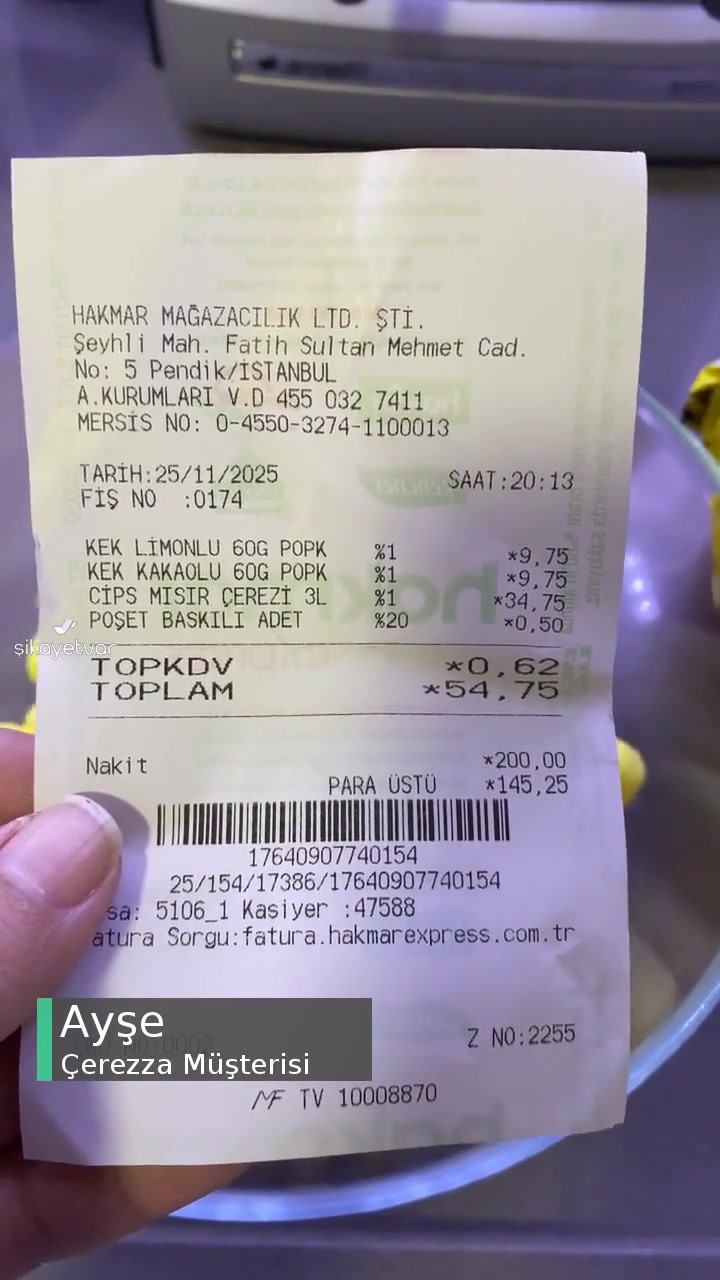 HAKMAR MAĞAZACILIK LTD. ŞTİ.
Şeyhli Mah. Fatih Sultan Mehmet Cad.
No: 5 Pendik/İSTANBUL
A.KURUMLARI V.D 455 032 7411
MERSİS NO: 0-4550-3274-1100013
TARİH:25/11/2025 SAAT:20:13
FİŞ NO :0174
KEK LİMONLU 60G POPK %1 *9,75
KEK KAKAOLU 60G POPK %1 *9,75
CİPS MISIR ÇEREZİ 3L %1 *34,75
POŞET BASKILI ADET %20 *0,50
şikayetvar
TOPKDV *0,62
TOPLAM *54,75
Nakit *200,00
PARA ÜSTÜ *145,25
17640907740154
25/154/17386/17640907740154
sa: 5106_1 Kasiyer :47588
atura Sorgu:fatura.hakmarexpress.com.tr
Ayşe
Çerezza Müşterisi
Z NO:2255
MF TV 10008870